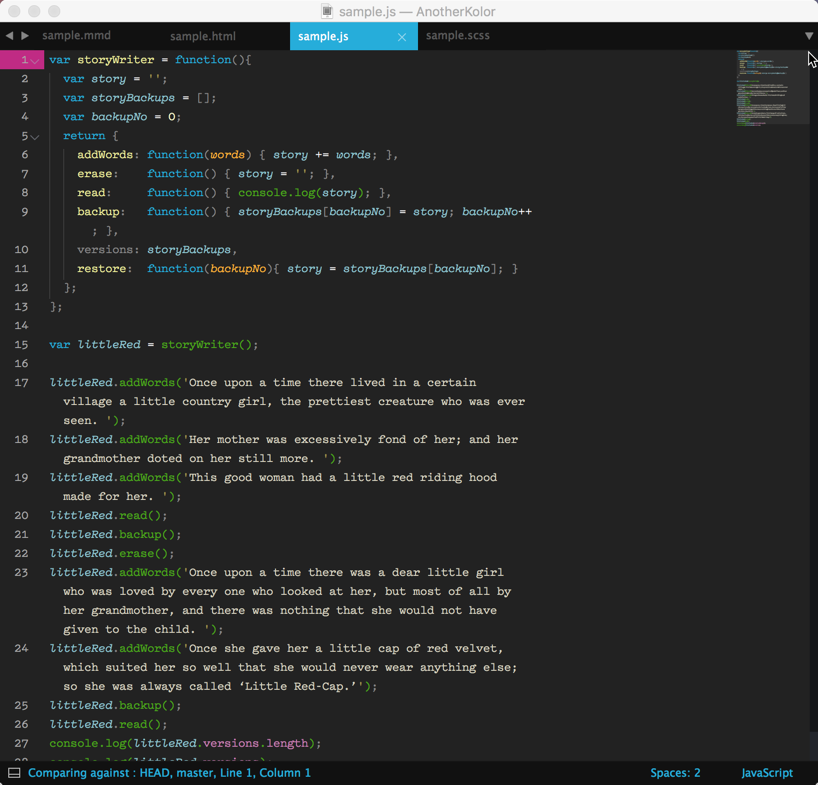 sample.js — AnotherKolor
sample.mmd sample.html sample.js sample.scss
1 var storyWriter = function(){
2 var story = '';
3 var storyBackups = [];
4 var backupNo = 0;
5 return {
6 addWords: function(words) { story += words; },
7 erase: function() { story = ''; },
8 read: function() { console.log(story); },
9 backup: function() { storyBackups[backupNo] = story; backupNo++
; },
10 versions: storyBackups,
11 restore: function(backupNo){ story = storyBackups[backupNo]; }
12 };
13 };
14
15 var littleRed = storyWriter();
16
17 littleRed.addWords('Once upon a time there lived in a certain
village a little country girl, the prettiest creature who was ever
seen. ');
18 littleRed.addWords('Her mother was excessively fond of her; and her
grandmother doted on her still more. ');
19 littleRed.addWords('This good woman had a little red riding hood
made for her. ');
20 littleRed.read();
21 littleRed.backup();
22 littleRed.erase();
23 littleRed.addWords('Once upon a time there was a dear little girl
who was loved by every one who looked at her, but most of all by
her grandmother, and there was nothing that she would not have
given to the child. ');
24 littleRed.addWords('Once she gave her a little cap of red velvet,
which suited her so well that she would never wear anything else;
so she was always called ‘Little Red-Cap.’');
25 littleRed.backup();
26 littleRed.read();
27 console.log(littleRed.versions.length);
Comparing against : HEAD, master, Line 1, Column 1 Spaces: 2 JavaScript